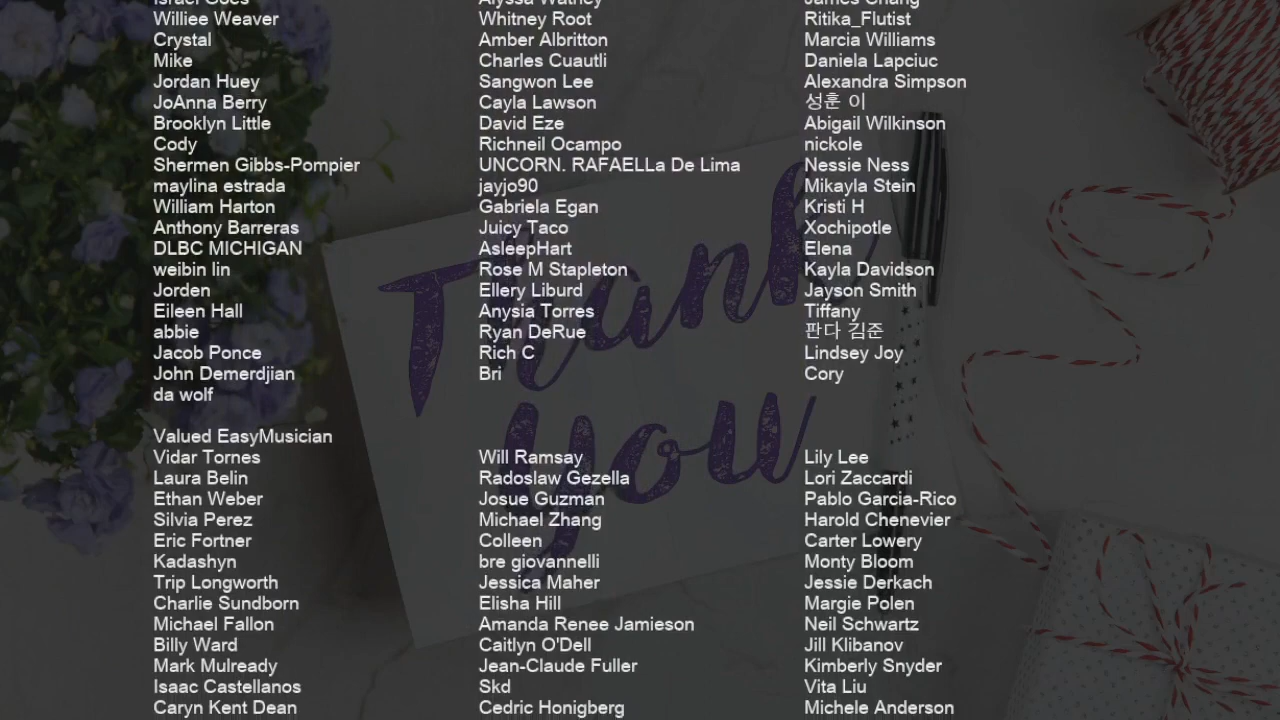 Williee Weaver Whitney Root Ritika_Flutist
Crystal Amber Albritton Marcia Williams
Mike Charles Cuautli Daniela Lapciuc
Jordan Huey Sangwon Lee Alexandra Simpson
JoAnna Berry Cayla Lawson 성훈 이
Brooklyn Little David Eze Abigail Wilkinson
Cody Richneil Ocampo nickole
Shermen Gibbs-Pompier UNCORN. RAFAELLa De Lima Nessie Ness
maylina estrada jayjo90 Mikayla Stein
William Harton Gabriela Egan Kristi H
Anthony Barreras Juicy Taco Xochipotle
DLBC MICHIGAN AsleepHart Elena
weibin lin Rose M Stapleton Kayla Davidson
Jorden Ellery Liburd Jayson Smith
Eileen Hall Anysia Torres Tiffany
abbie Ryan DeRue 판다 김준
Jacob Ponce Rich C Lindsey Joy
John Demerdjian Bri Cory
da wolf
Valued EasyMusician
Vidar Tornes Will Ramsay Lily Lee
Laura Belin Radoslaw Gezella Lori Zaccardi
Ethan Weber Josue Guzman Pablo Garcia-Rico
Silvia Perez Michael Zhang Harold Chenevier
Eric Fortner Colleen Carter Lowery
Kadashyn bre giovannelli Monty Bloom
Trip Longworth Jessica Maher Jessie Derkach
Charlie Sundborn Elisha Hill Margie Polen
Michael Fallon Amanda Renee Jamieson Neil Schwartz
Billy Ward Caitlyn O'Dell Jill Klibanov
Mark Mulready Jean-Claude Fuller Kimberly Snyder
Isaac Castellanos Skd Vita Liu
Caryn Kent Dean Cedric Honigberg Michele Anderson
Thank
you